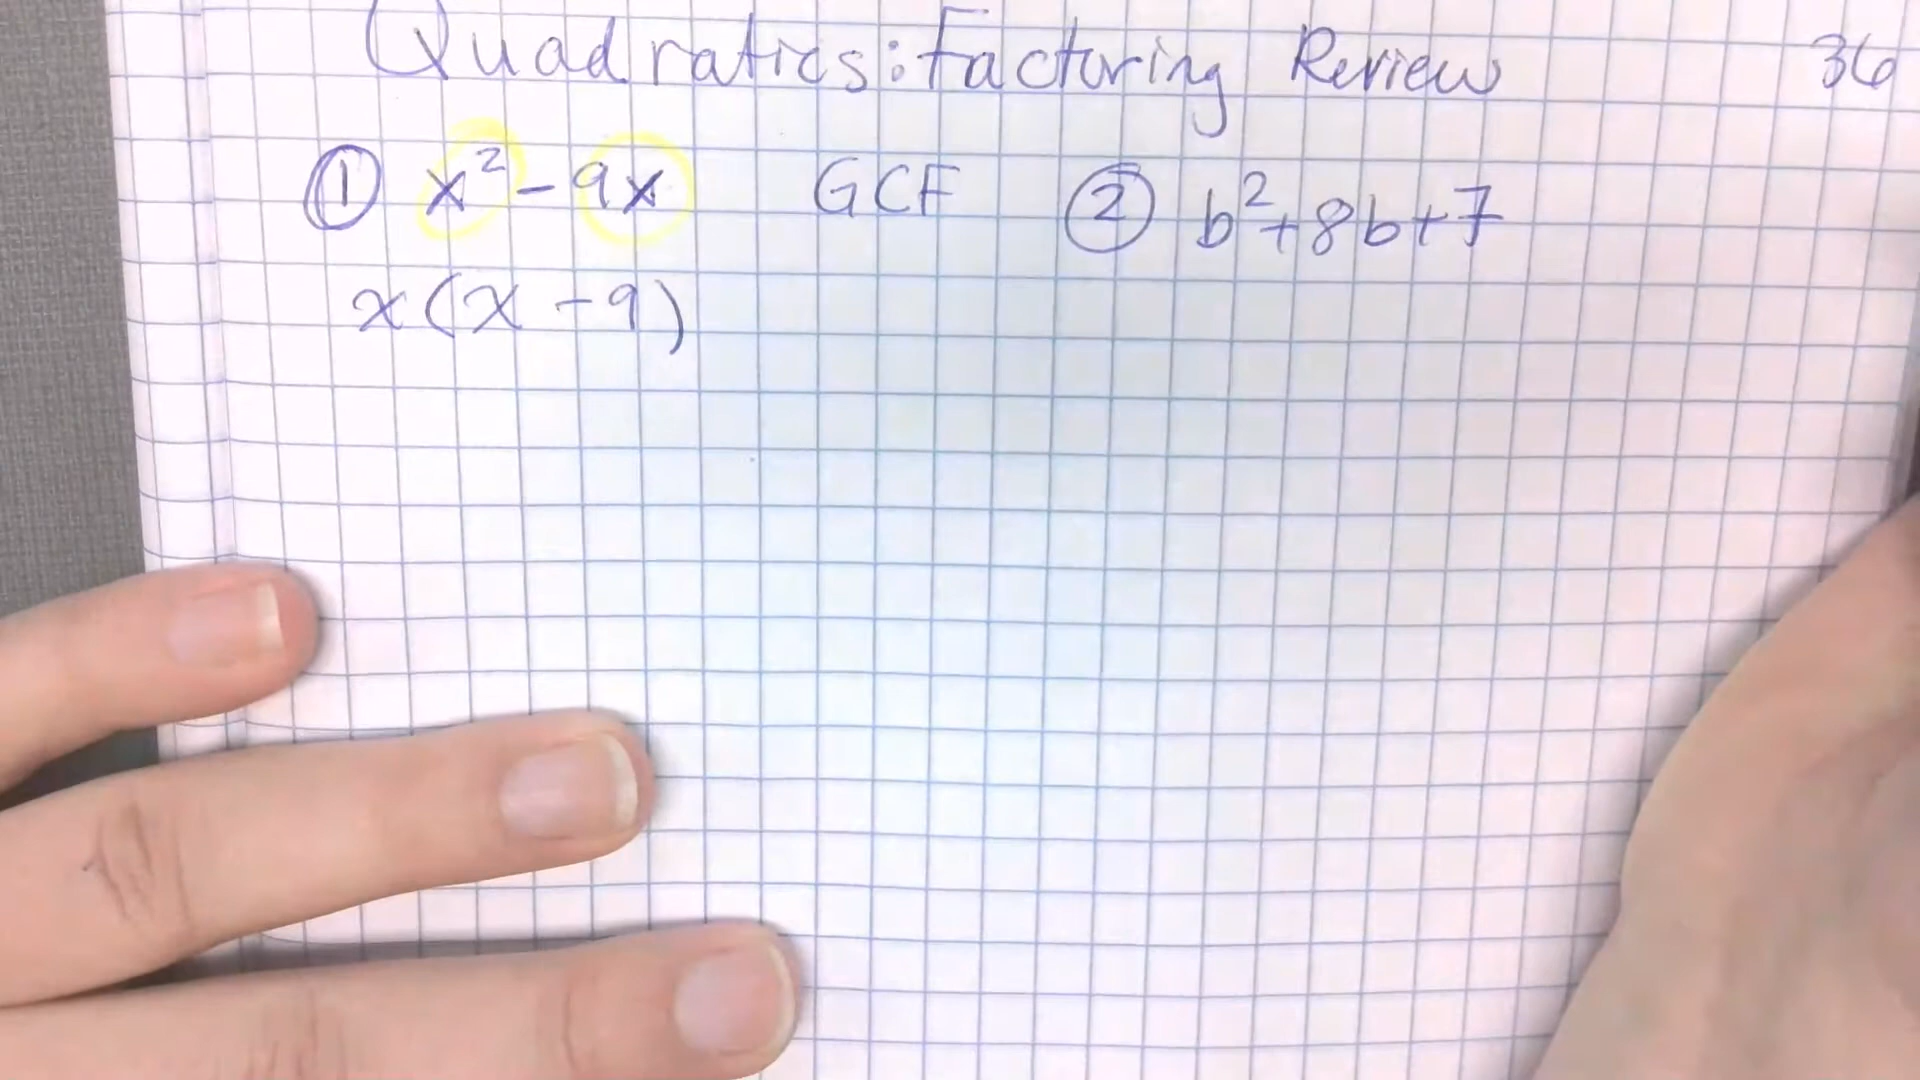 Quadratics: Factoring Review 36
① x² - 9x GCF ② b² + 8b + 7
x(x - 9)